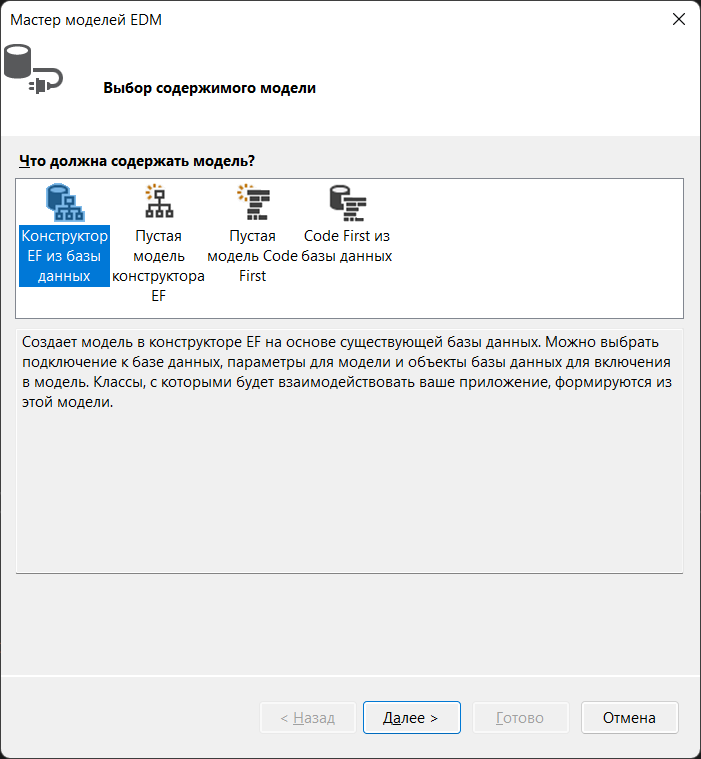 Мастер моделей EDM
Выбор содержимого модели
Что должна содержать модель?
Конструктор
EF из базы
данных
Пустая
модель
конструктора
EF
Пустая
модель Code
First
Code First из
базы данных
Создает модель в конструкторе EF на основе существующей базы данных. Можно выбрать
подключение к базе данных, параметры для модели и объекты базы данных для включения
в модель. Классы, с которыми будет взаимодействовать ваше приложение, формируются из
этой модели.
< Назад
Далее >
Готово
Отмена